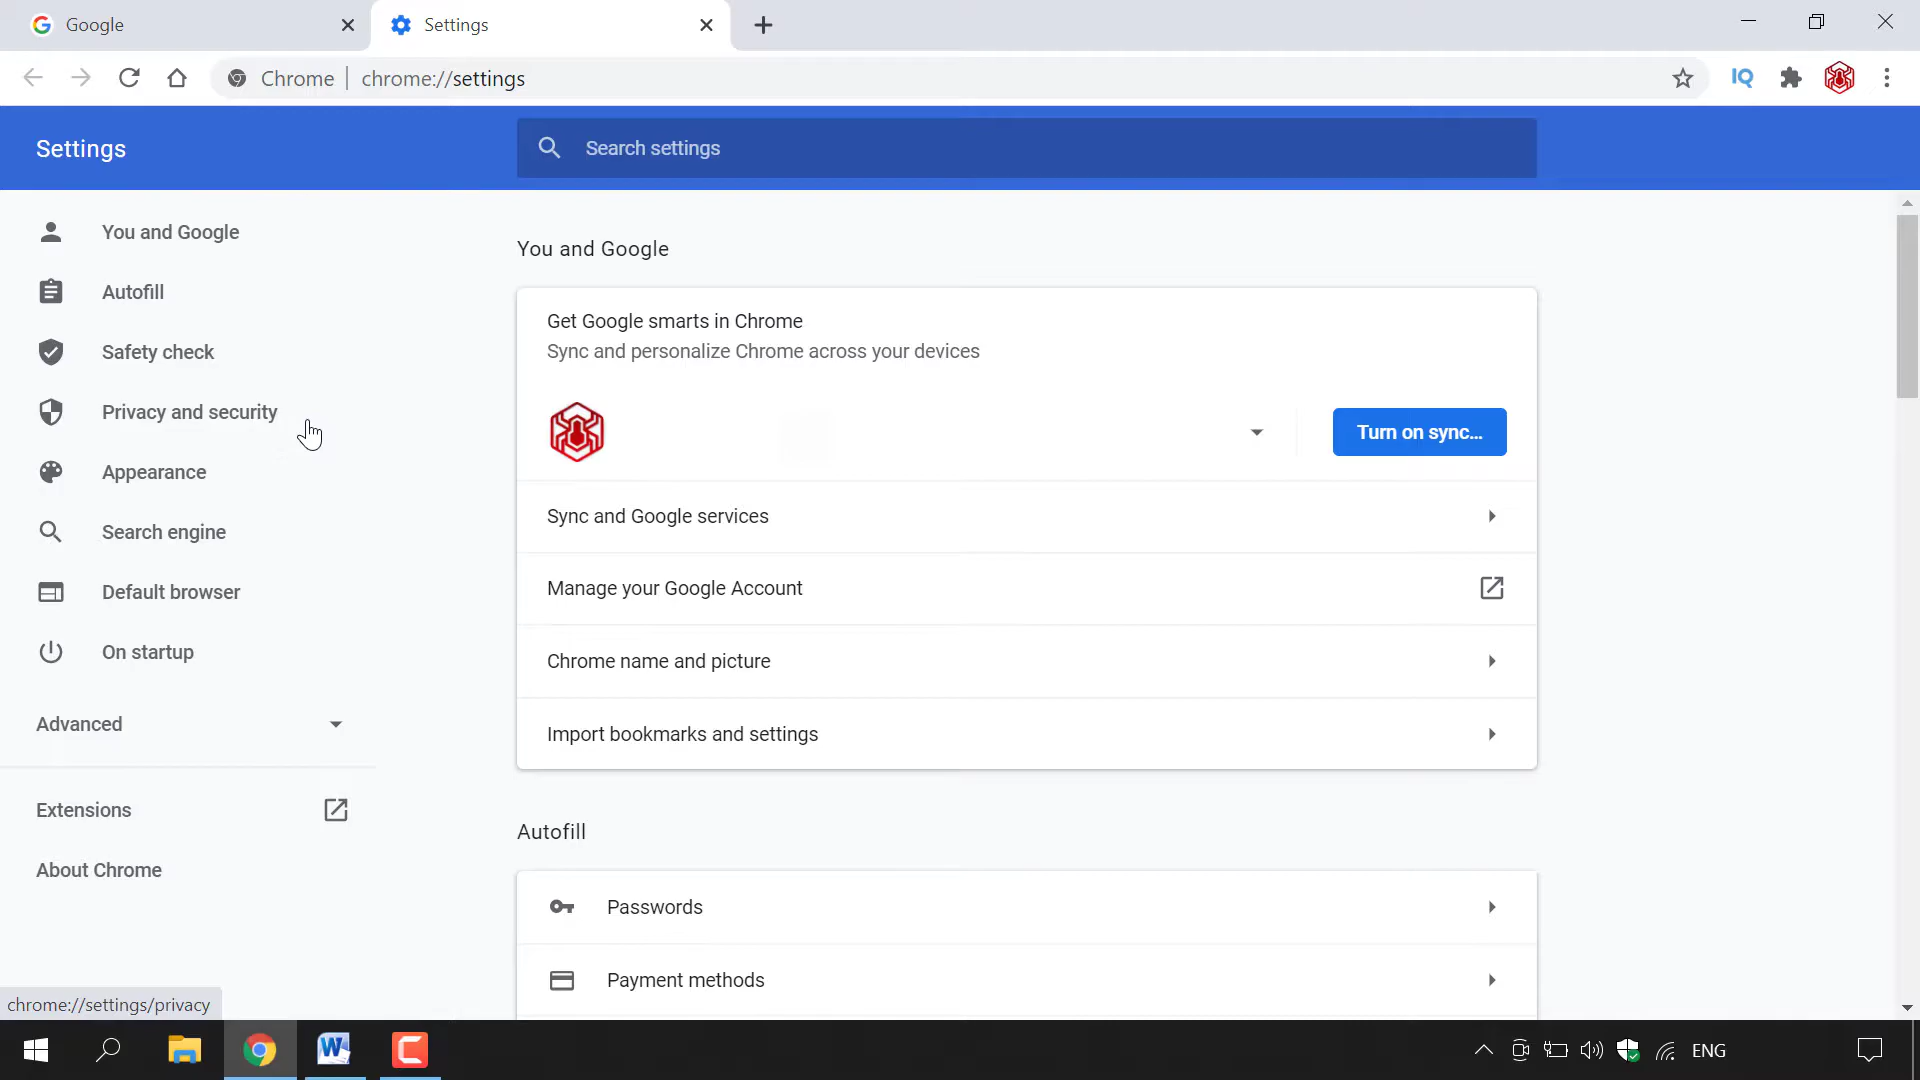 Google
Settings
Chrome | chrome://settings
IQ
Settings
Search settings
You and Google
Autofill
Safety check
Privacy and security
Appearance
Search engine
Default browser
On startup
Advanced
Extensions
About Chrome
You and Google
Get Google smarts in Chrome
Sync and personalize Chrome across your devices
Turn on sync...
Sync and Google services
Manage your Google Account
Chrome name and picture
Import bookmarks and settings
Autofill
Passwords
Payment methods
chrome://settings/privacy
W
C
ENG